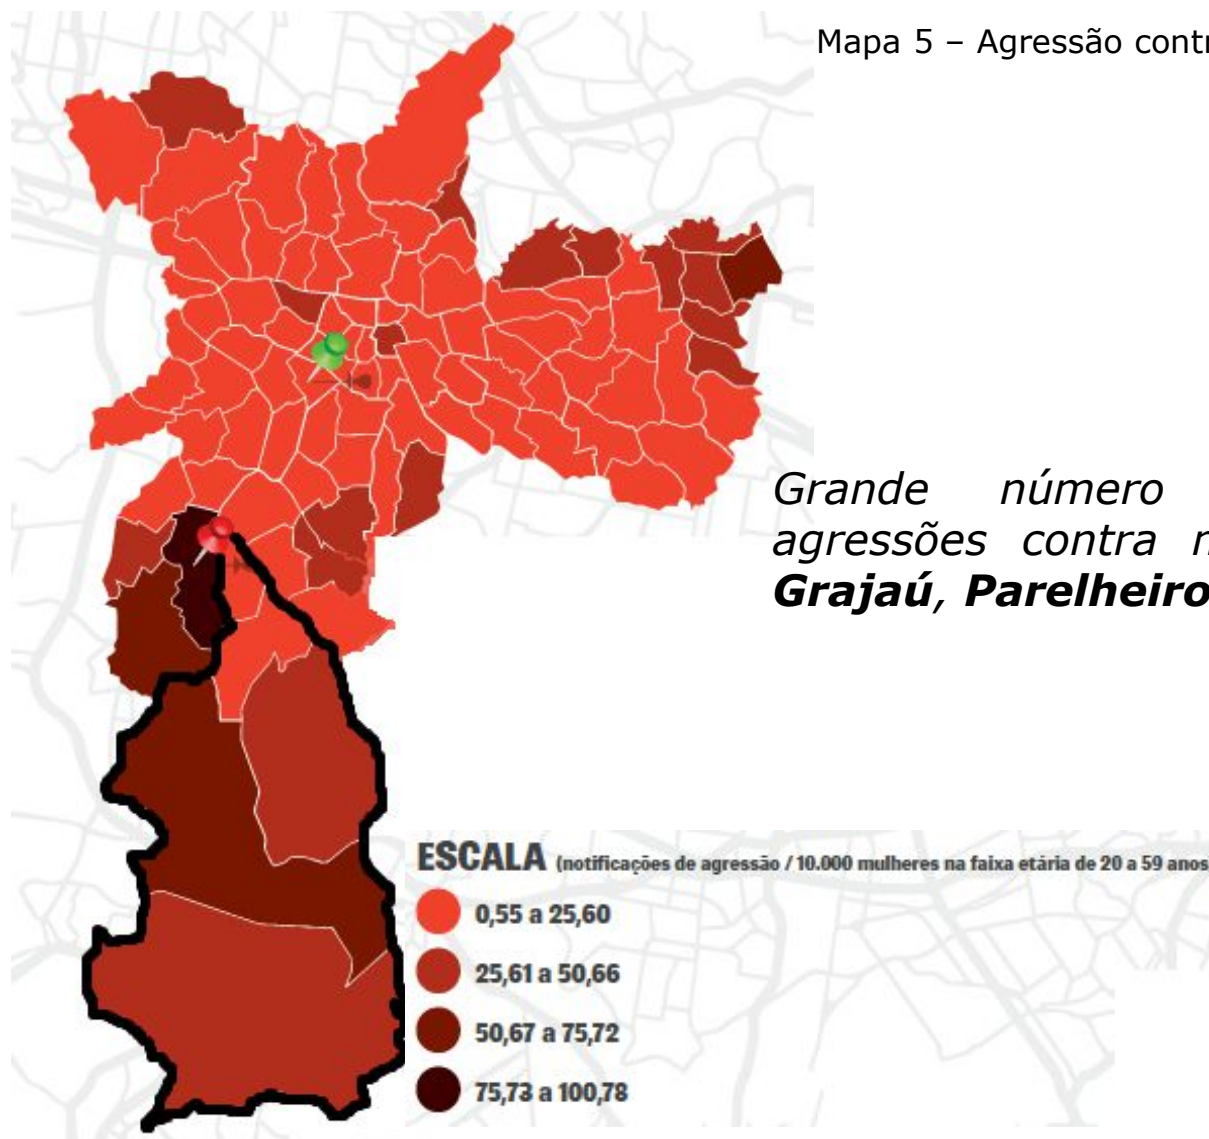 Mapa 5 – Agressão contr
Grande número
agressões contra
Grajaú, Parelheiro
ESCALA (notificações de agressão / 10.000 mulheres na faixa etária de 20 a 59 anos
0,55 a 25,60
25,61 a 50,66
50,67 a 75,72
75,73 a 100,78